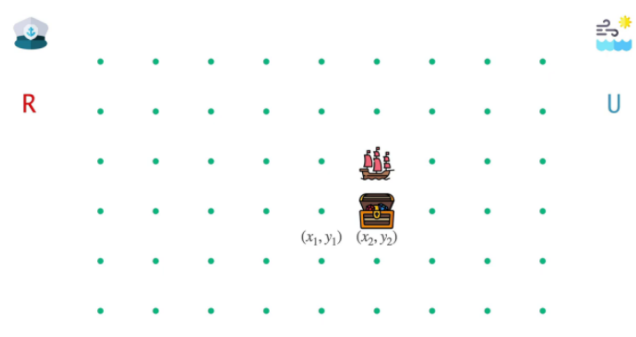 R
U
(x₁, y₁) (x₂, y₂)